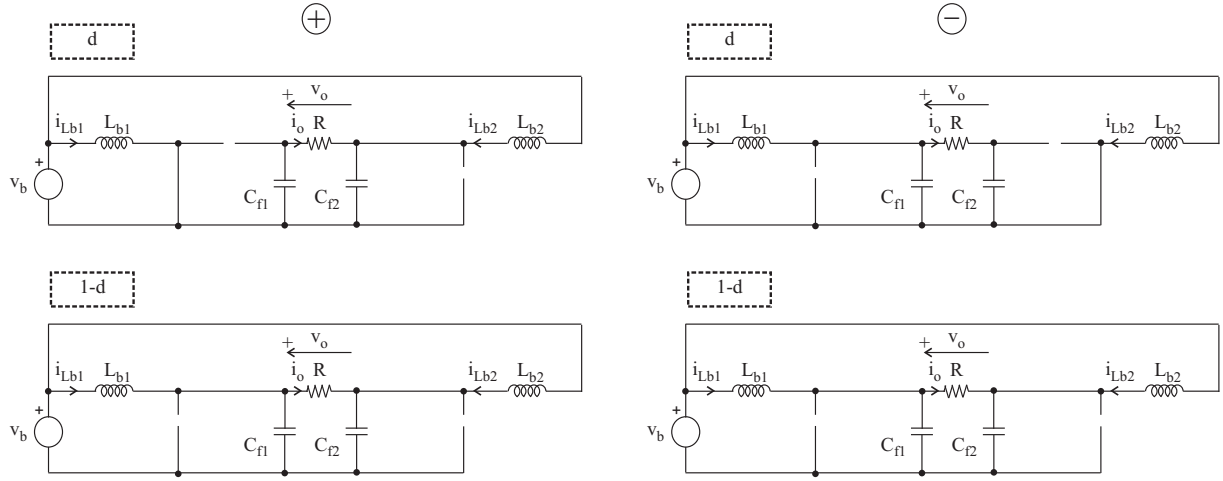 + −
d d
+ v_o + v_o
i_Lb1 L_b1 i_o R i_Lb2 L_b2 i_Lb1 L_b1 i_o R i_Lb2 L_b2
+ +
v_b C_f1 C_f2 v_b C_f1 C_f2
1-d 1-d
+ v_o + v_o
i_Lb1 L_b1 i_o R i_Lb2 L_b2 i_Lb1 L_b1 i_o R i_Lb2 L_b2
+ +
v_b C_f1 C_f2 v_b C_f1 C_f2